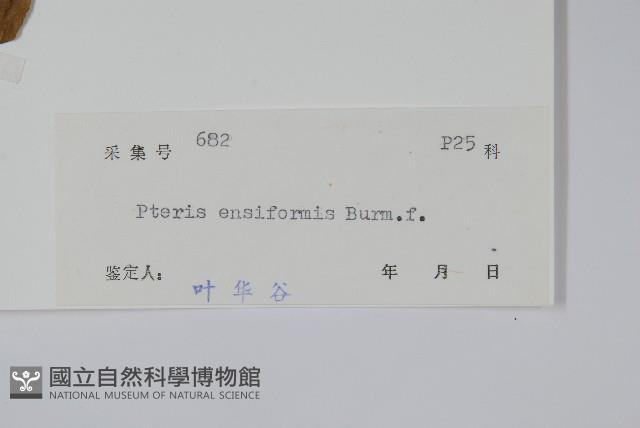 采集号 682 P25 科
Pteris ensiformis Burm.f.
鉴定人: 叶华谷 年 月 日
國立自然科學博物館
NATIONAL MUSEUM OF NATURAL SCIENCE